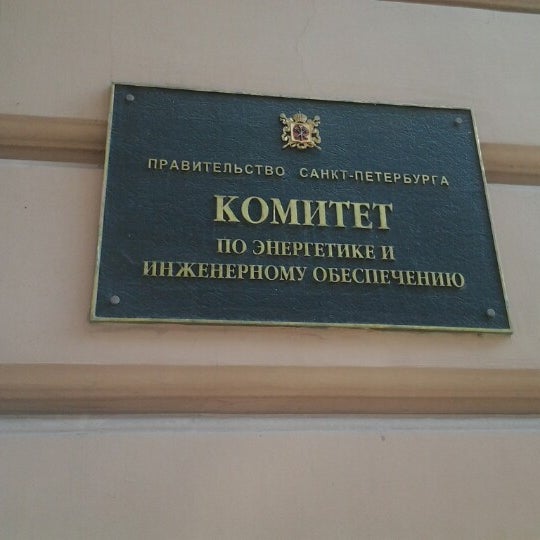 ПРАВИТЕЛЬСТВО САНКТ-ПЕТЕРБУРГА
КОМИТЕТ
ПО ЭНЕРГЕТИКЕ И
ИНЖЕНЕРНОМУ ОБЕСПЕЧЕНИЮ